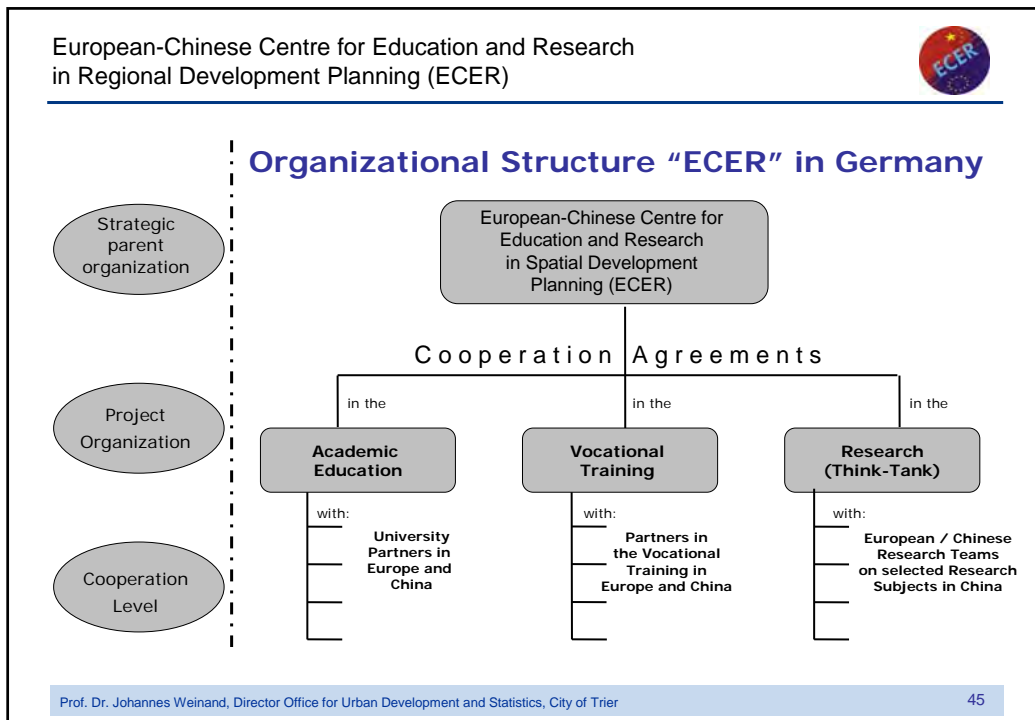 European-Chinese Centre for Education and Research
in Regional Development Planning (ECER)
ECER
Organizational Structure “ECER” in Germany
Strategic
parent
organization
European-Chinese Centre for
Education and Research
in Spatial Development
Planning (ECER)
Cooperation Agreements
Project
Organization
in the
in the
in the
Academic
Education
Vocational
Training
Research
(Think-Tank)
Cooperation
Level
with:
University
Partners in
Europe and
China
with:
Partners in
the Vocational
Training in
Europe and China
with:
European / Chinese
Research Teams
on selected Research
Subjects in China
Prof. Dr. Johannes Weinand, Director Office for Urban Development and Statistics, City of Trier
45